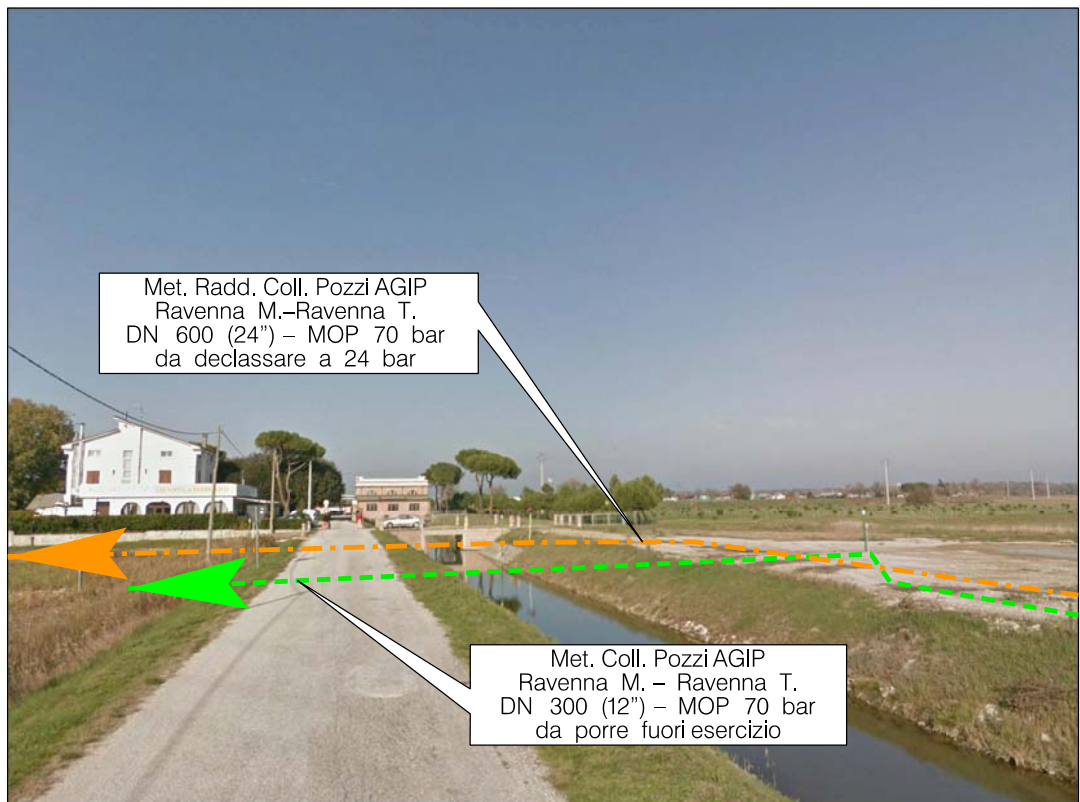 Met. Radd. Coll. Pozzi AGIP
Ravenna M.–Ravenna T.
DN 600 (24") – MOP 70 bar
da declassare a 24 bar
Met. Coll. Pozzi AGIP
Ravenna M. – Ravenna T.
DN 300 (12") – MOP 70 bar
da porre fuori esercizio